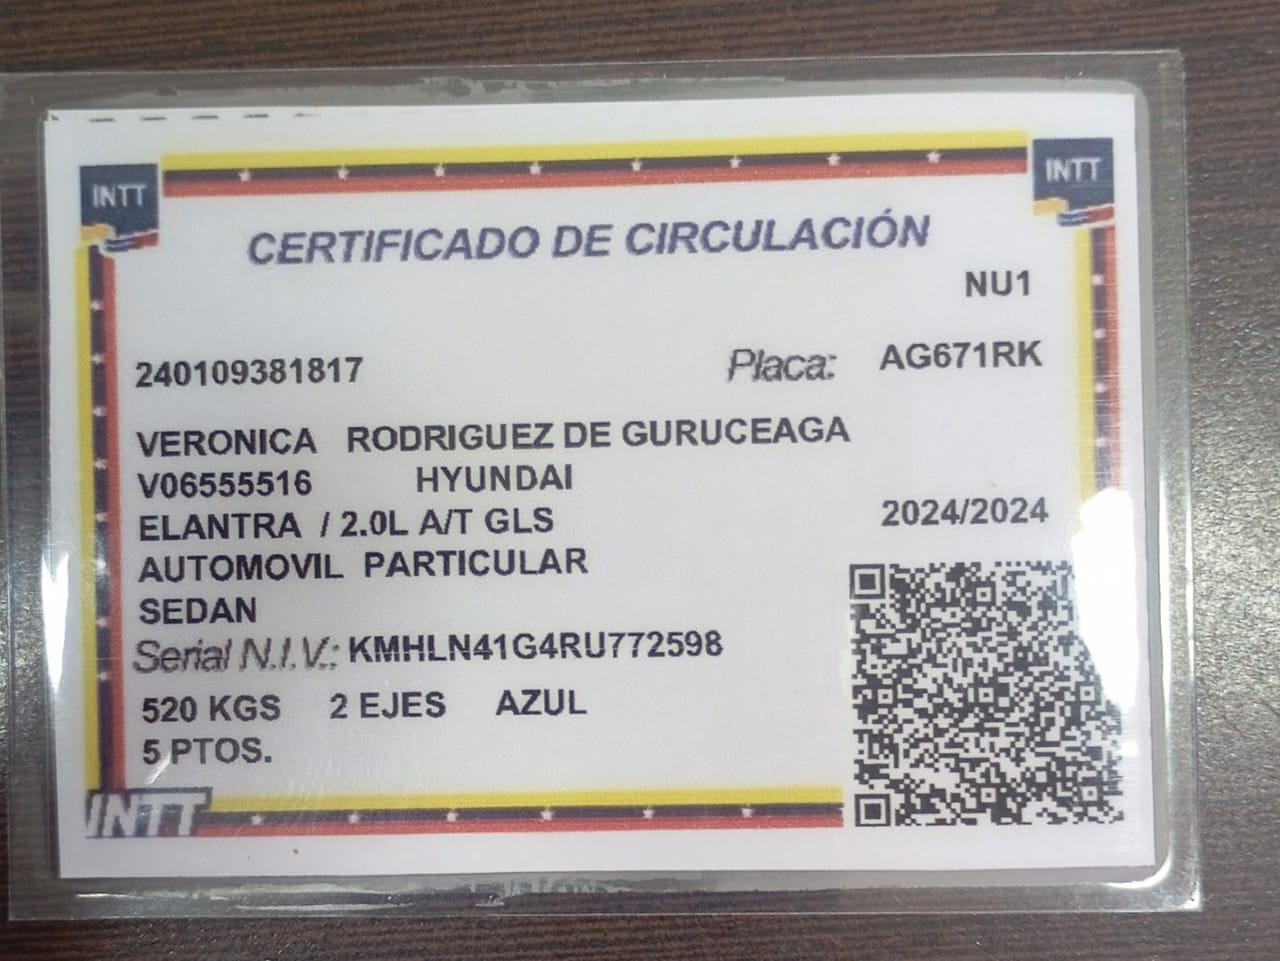 INTT
INTT
CERTIFICADO DE CIRCULACIÓN
NU1
240109381817 Placa: AG671RK
VERONICA RODRIGUEZ DE GURUCEAGA
V06555516 HYUNDAI
ELANTRA / 2.0L A/T GLS 2024/2024
AUTOMOVIL PARTICULAR
SEDAN
Serial N.I.V.: KMHLN41G4RU772598
520 KGS 2 EJES AZUL
5 PTOS.
INTT